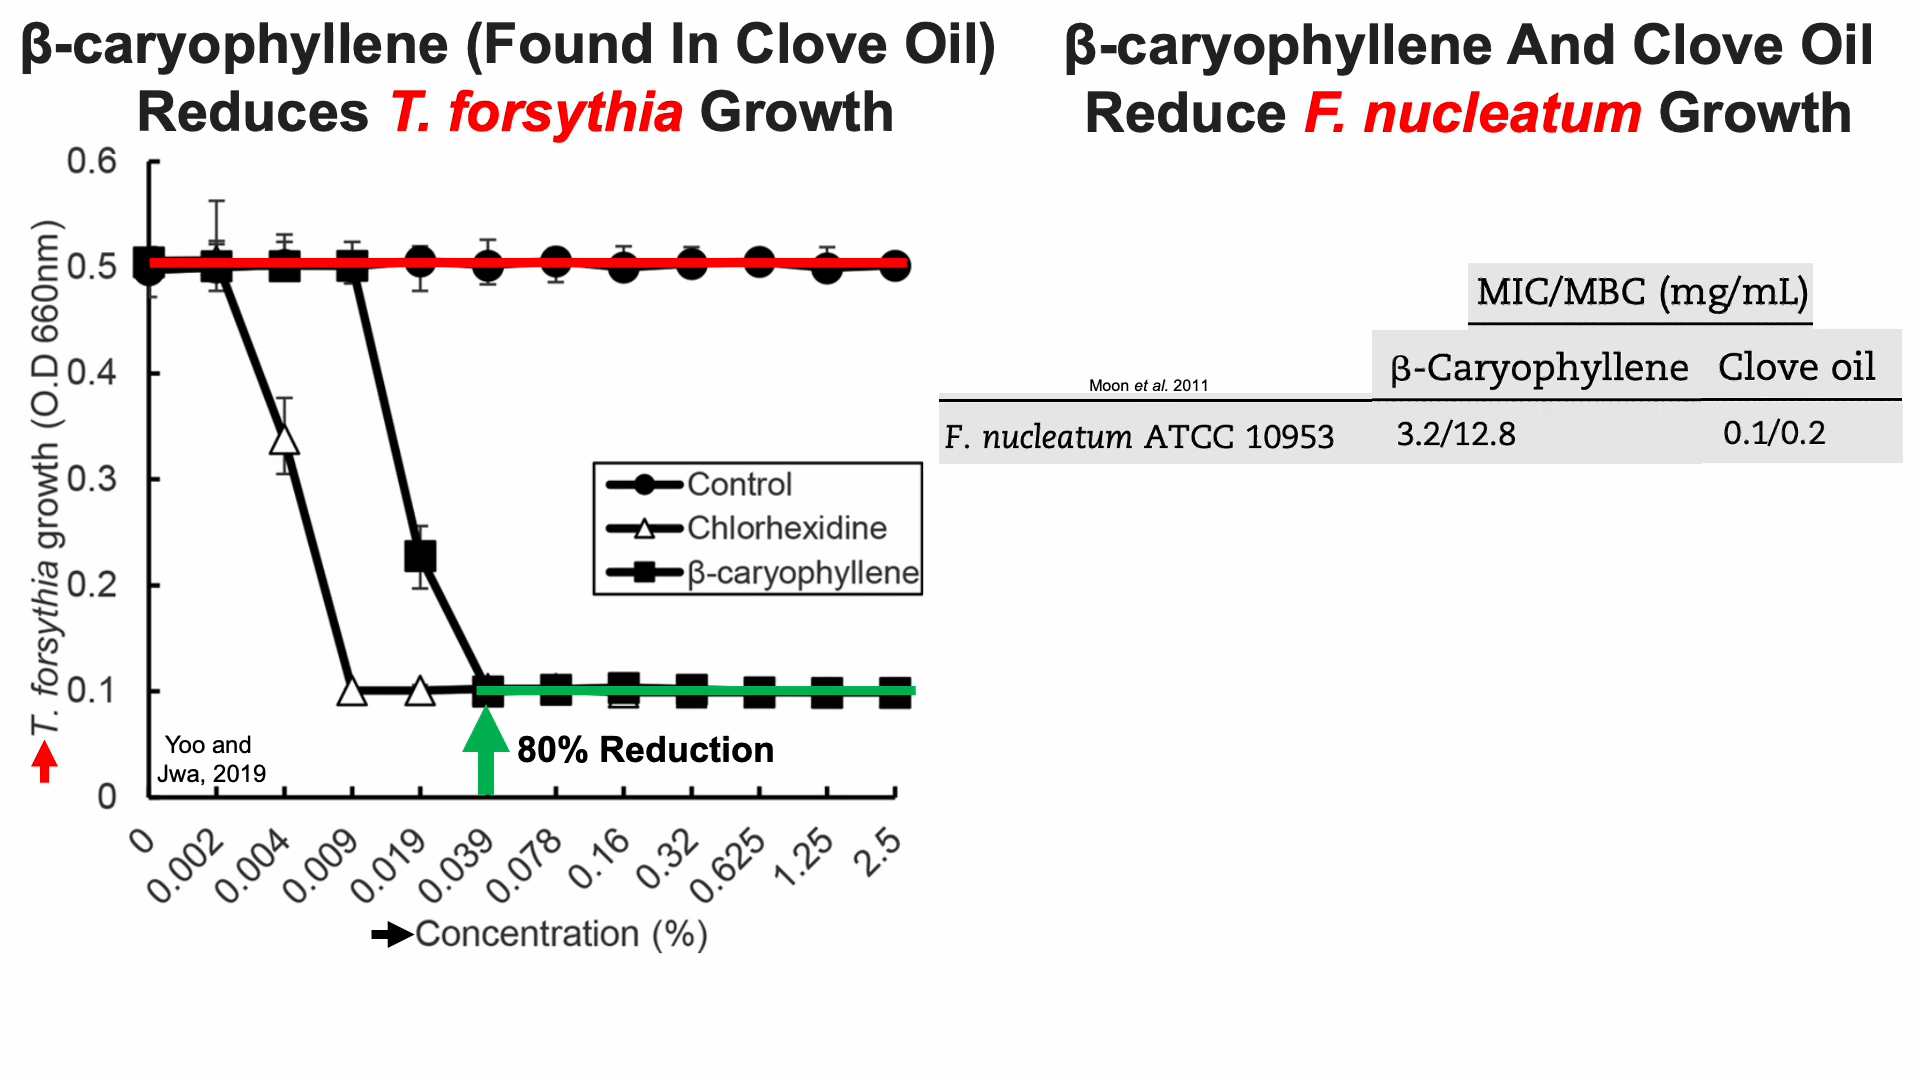 β-caryophyllene (Found In Clove Oil)
Reduces T. forsythia Growth
0.6
0.5
0.4
0.3
0.2
0.1
0
T. forsythia growth (O.D 660nm)
Control
Chlorhexidine
β-caryophyllene
80% Reduction
Yoo and
Jwa, 2019
0
0.002
0.004
0.009
0.019
0.039
0.078
0.16
0.32
0.625
1.25
2.5
Concentration (%)
β-caryophyllene And Clove Oil
Reduce F. nucleatum Growth
MIC/MBC (mg/mL)
β-Caryophyllene Clove oil
Moon et al. 2011
F. nucleatum ATCC 10953 3.2/12.8 0.1/0.2